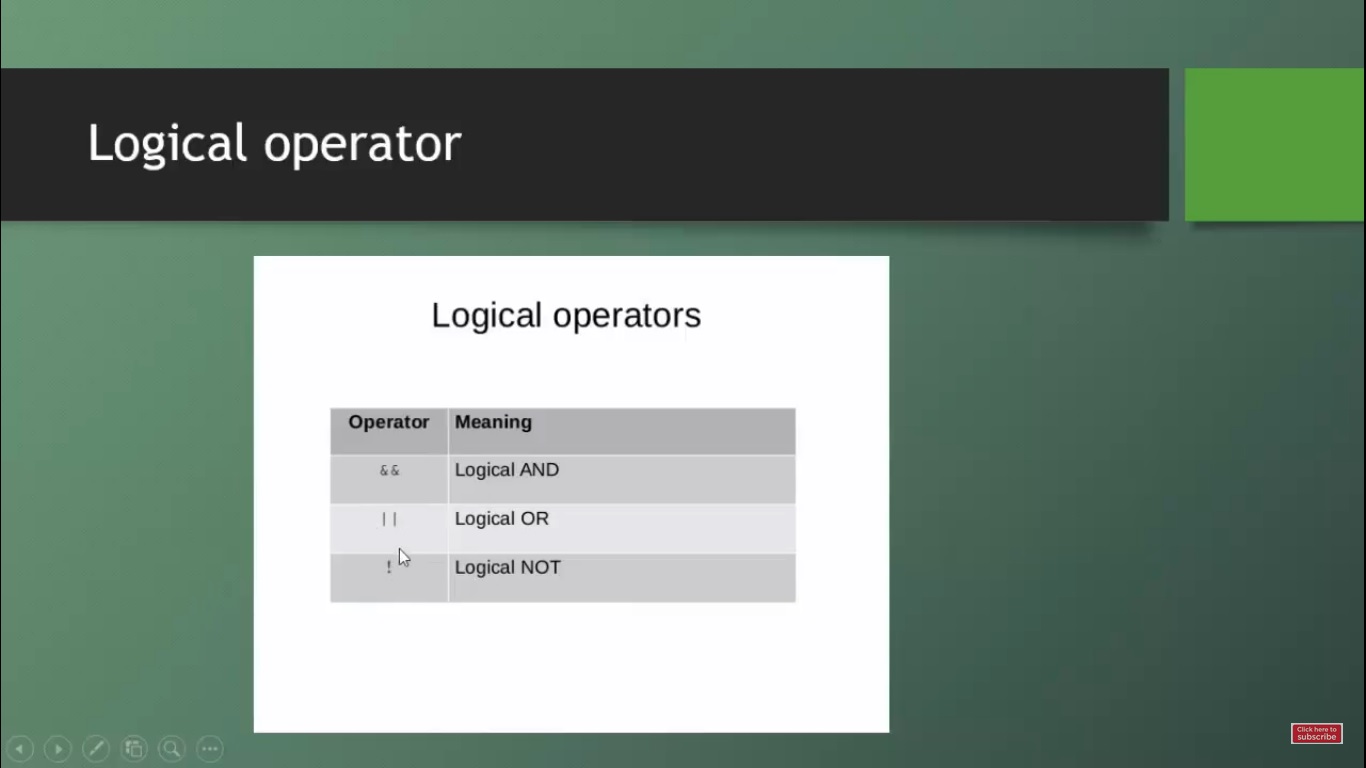 Logical operator
Logical operators
Operator Meaning
&& Logical AND
|| Logical OR
! Logical NOT
Click here to
subscribe